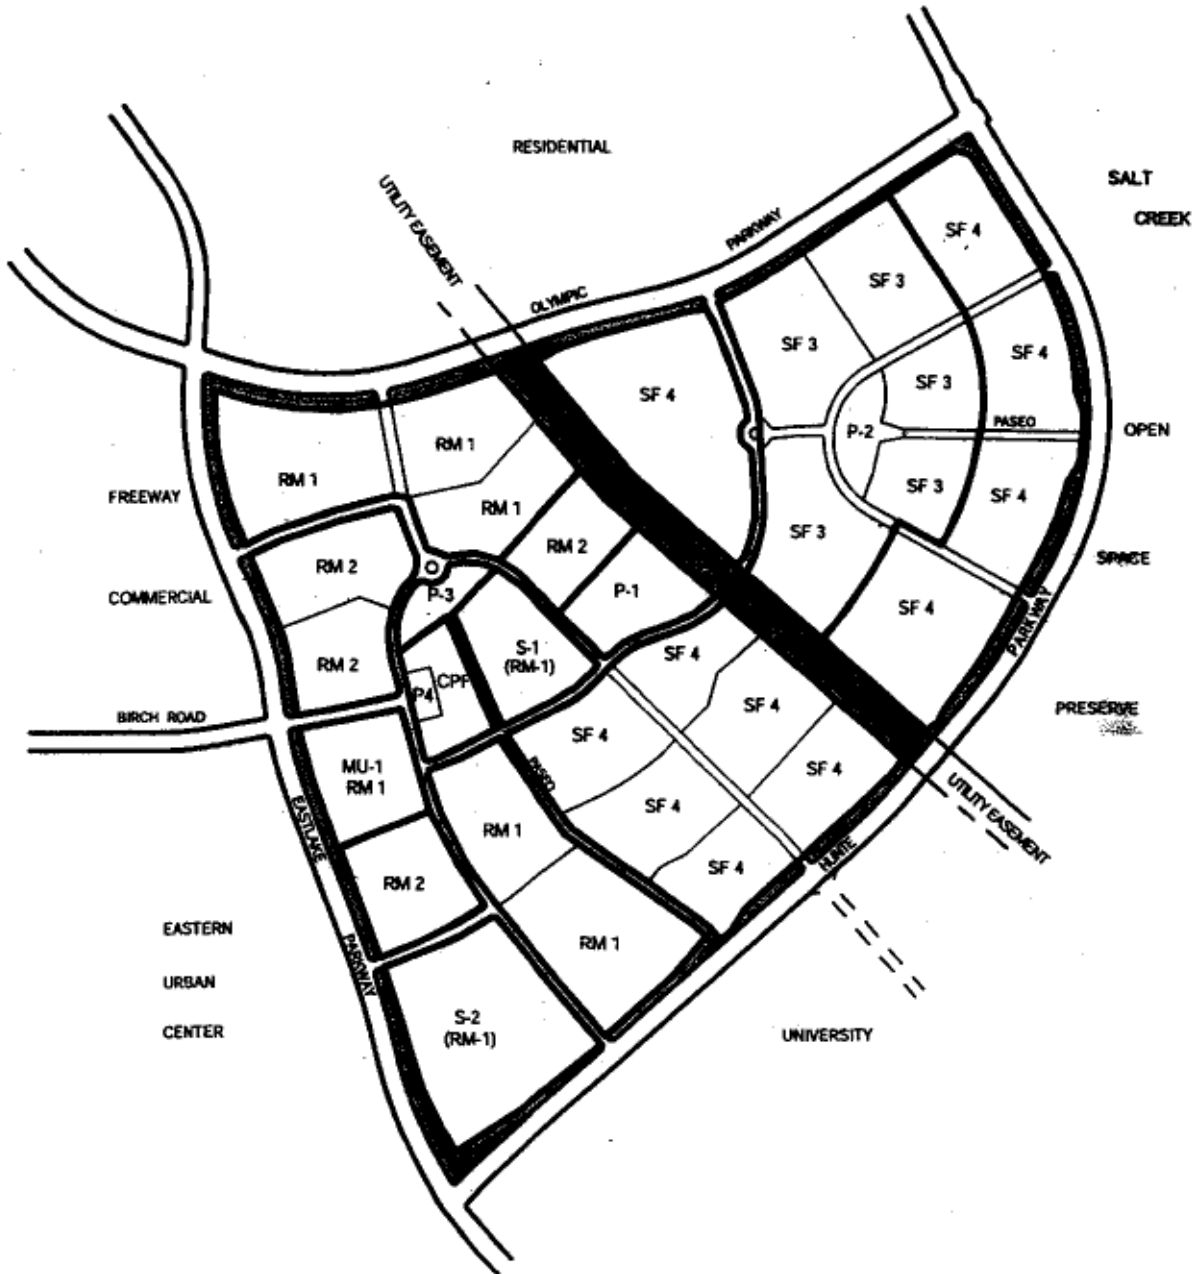 RESIDENTIAL
SALT
CREEK
UTILITY EASEMENT
PARKWAY
OLYMPIC
SF 4
SF 3
SF 3
SF 4
SF 4
SF 3
PASEO
P-2
OPEN
RM 1
RM 1
FREEWAY
RM 1
SF 3
SF 4
SF 3
RM 2
RM 2
SPACE
COMMERCIAL
P-3
P-1
SF 4
PARKWAY
S-1
(RM-1)
SF 4
RM 2
CPF
P4
SF 4
BIRCH ROAD
PRESERVE
SF 4
MU-1
RM 1
SF 4
PASEO
UTILITY EASEMENT
EASTLAKE
SF 4
RM 1
HUNTE
SF 4
RM 2
EASTERN
RM 1
PARKWAY
URBAN
CENTER
S-2
(RM-1)
UNIVERSITY